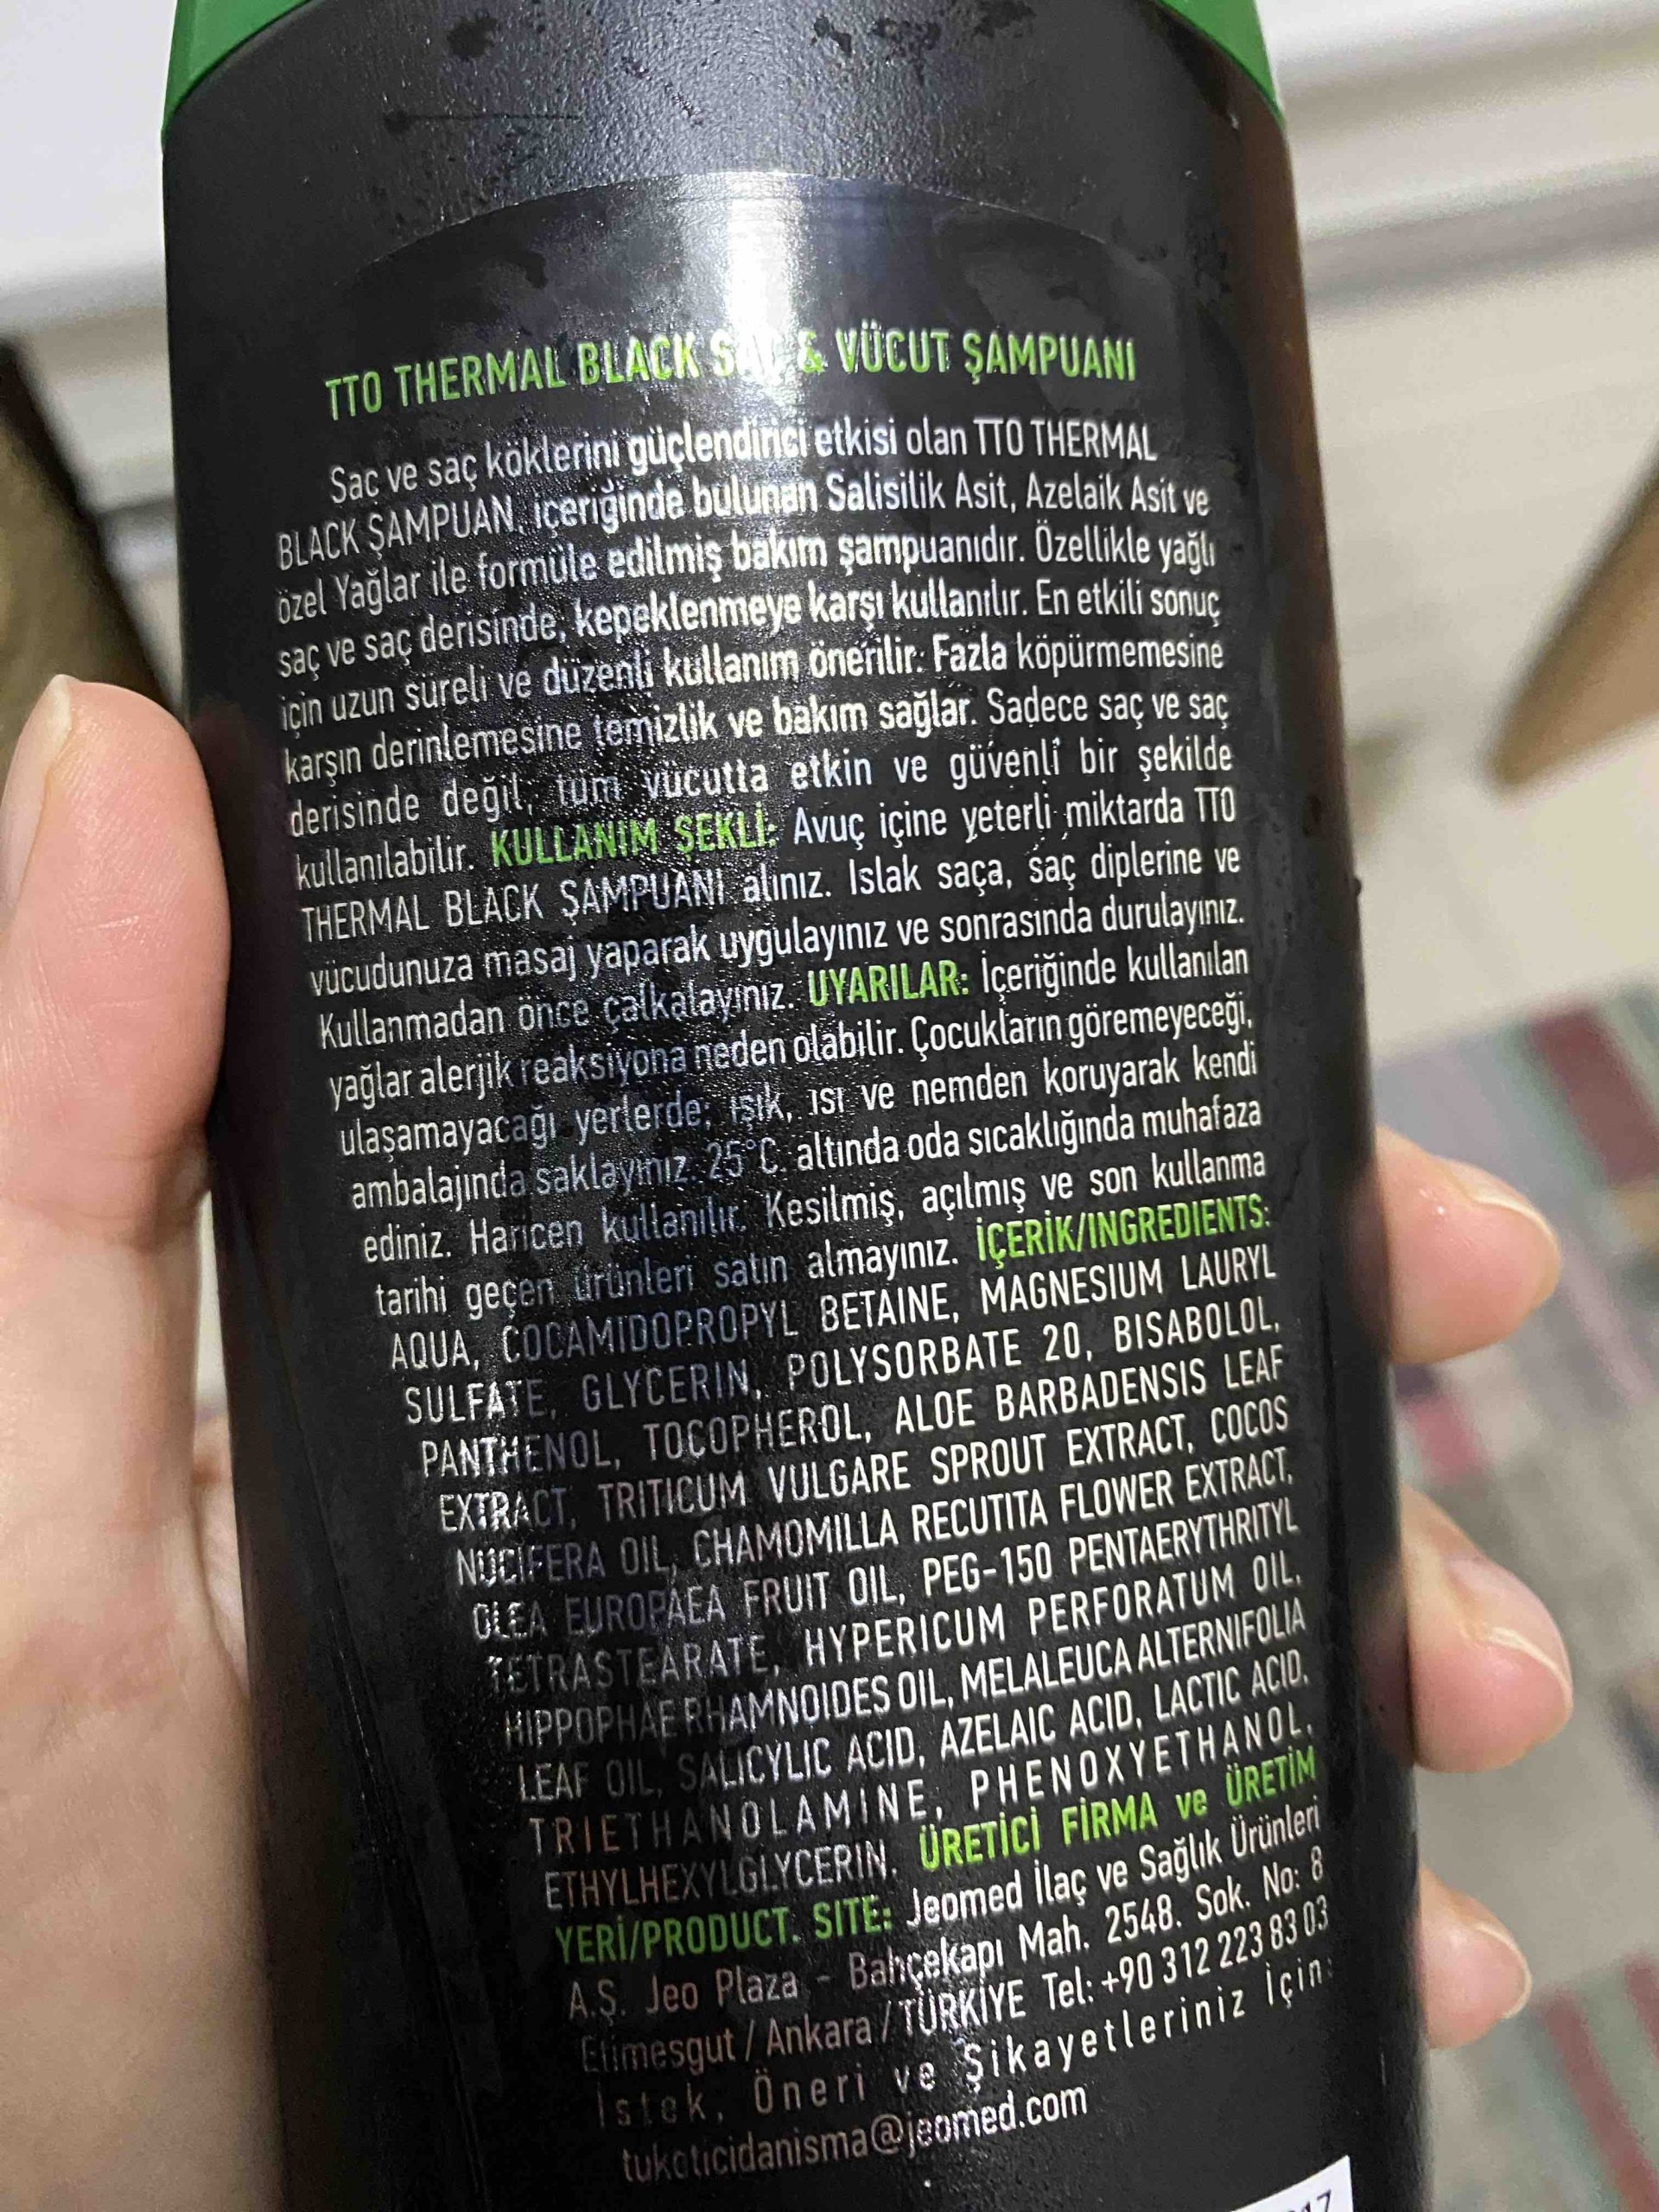 TTO THERMAL BLACK SAÇ & VÜCUT ŞAMPUANI
Sac ve saç köklerini güçlendirici etkisi olan TTO THERMAL
BLACK ŞAMPUAN, içeriğinde bulunan Salisilik Asit, Azelaik Asit ve
özel Yağlar ile formüle edilmiş bakım şampuanıdır. Özellikle yağlı
saç ve saç derisinde, kepeklenmeye karşı kullanılır. En etkili sonuç
için uzun süreli ve düzenli kullanım önerilir. Fazla köpürmemesine
karşın derinlemesine temizlik ve bakım sağlar. Sadece saç ve saç
derisinde değil, tüm vücutta etkin ve güvenli bir şekilde
kullanılabilir. KULLANIM ŞEKLİ: Avuç içine yeterli miktarda TTO
THERMAL BLACK ŞAMPUANI alınız. Islak saça, saç diplerine ve
vücudunuza masaj yaparak uygulayınız ve sonrasında durulayınız.
Kullanmadan önce çalkalayınız. UYARILAR: İçeriğinde kullanılan
yağlar alerjik reaksiyona neden olabilir. Çocukların göremeyeceği,
ulaşamayacağı yerlerde; ışık, ısı ve nemden koruyarak kendi
ambalajında saklayınız. 25°C. altında oda sıcaklığında muhafaza
ediniz. Haricen kullanılır. Kesilmiş, açılmış ve son kullanma
tarihi geçen ürünleri satın almayınız. İÇERİK/INGREDIENTS:
AQUA, COCAMIDOPROPYL BETAINE, MAGNESIUM LAURYL
SULFATE, GLYCERIN, POLYSORBATE 20, BISABOLOL,
PANTHENOL, TOCOPHEROL, ALOE BARBADENSIS LEAF
EXTRACT, TRITICUM VULGARE SPROUT EXTRACT, COCOS
NUCIFERA OIL, CHAMOMILLA RECUTITA FLOWER EXTRACT,
OLEA EUROPAEA FRUIT OIL, PEG-150 PENTAERYTHRITYL
TETRASTEARATE, HYPERICUM PERFORATUM OIL,
HIPPOPHAE RHAMNOIDES OIL, MELALEUCA ALTERNIFOLIA
LEAF OIL, SALICYLIC ACID, AZELAIC ACID, LACTIC ACID,
TRIETHANOLAMINE, PHENOXYETHANOL,
ETHYLHEXYLGLYCERIN. ÜRETİCİ FİRMA ve ÜRETİM
YERİ/PRODUCT. SITE: Jeomed İlaç ve Sağlık Ürünleri
A.Ş. Jeo Plaza - Bahçekapı Mah. 2548. Sok. No: 8
Etimesgut / Ankara / TÜRKİYE Tel: +90 312 223 83 03
İstek, Öneri ve Şikayetleriniz İçin:
tuketicidanisma@jeomed.com